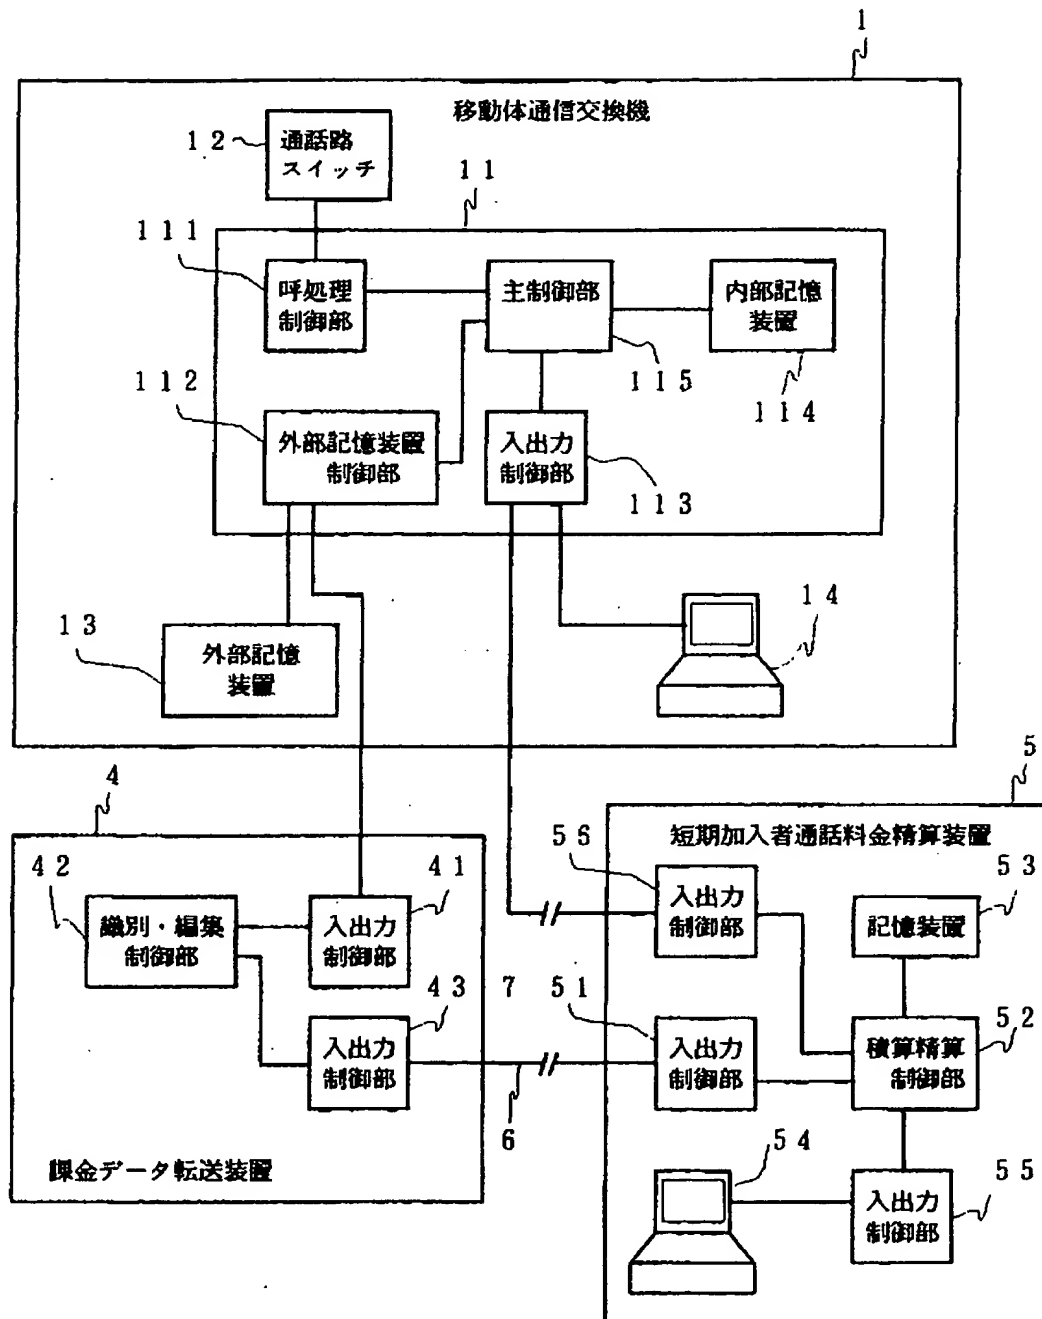 1
移動体通信交換機
12
通話路
スイッチ
11
111
呼処理
制御部
主制御部
内部記憶
装置
115
114
112
外部記憶装置
制御部
入出力
制御部
113
13
外部記憶
装置
14
4
5
短期加入者通話料金精算装置
42
識別・編集
制御部
41
入出力
制御部
56
入出力
制御部
53
記憶装置
43
入出力
制御部
7
51
入出力
制御部
52
積算精算
制御部
6
課金データ転送装置
54
55
入出力
制御部